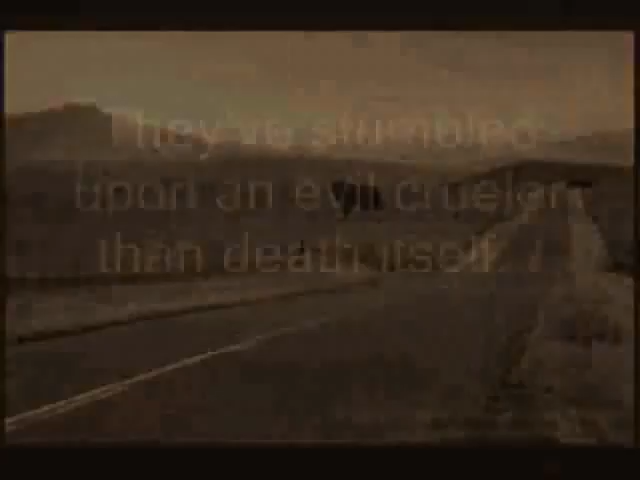 They've stumbled
upon an evil crueler
than death itself.